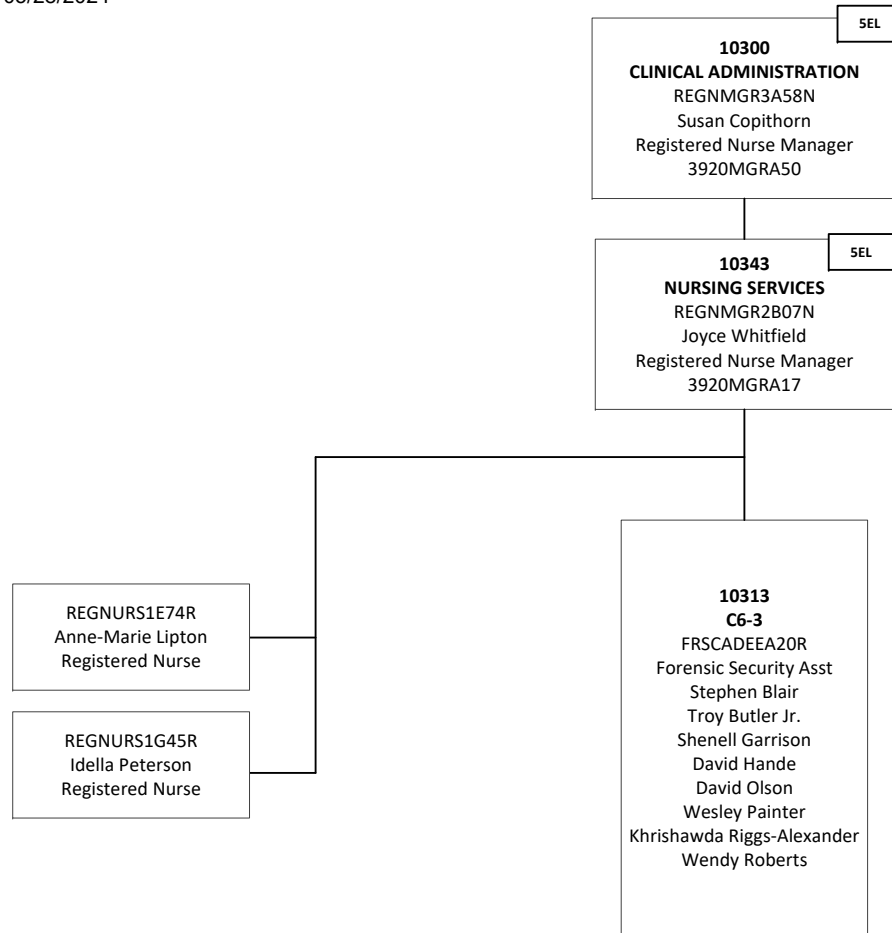 5EL
10300
CLINICAL ADMINISTRATION
REGNMGR3A58N
Susan Copithorn
Registered Nurse Manager
3920MGRA50
5EL
10343
NURSING SERVICES
REGNMGR2B07N
Joyce Whitfield
Registered Nurse Manager
3920MGRA17
REGNURS1E74R
Anne-Marie Lipton
Registered Nurse
REGNURS1G45R
Idella Peterson
Registered Nurse
10313
C6-3
FRSCADEEA20R
Forensic Security Asst
Stephen Blair
Troy Butler Jr.
Shenell Garrison
David Hande
David Olson
Wesley Painter
Khrishawda Riggs-Alexander
Wendy Roberts